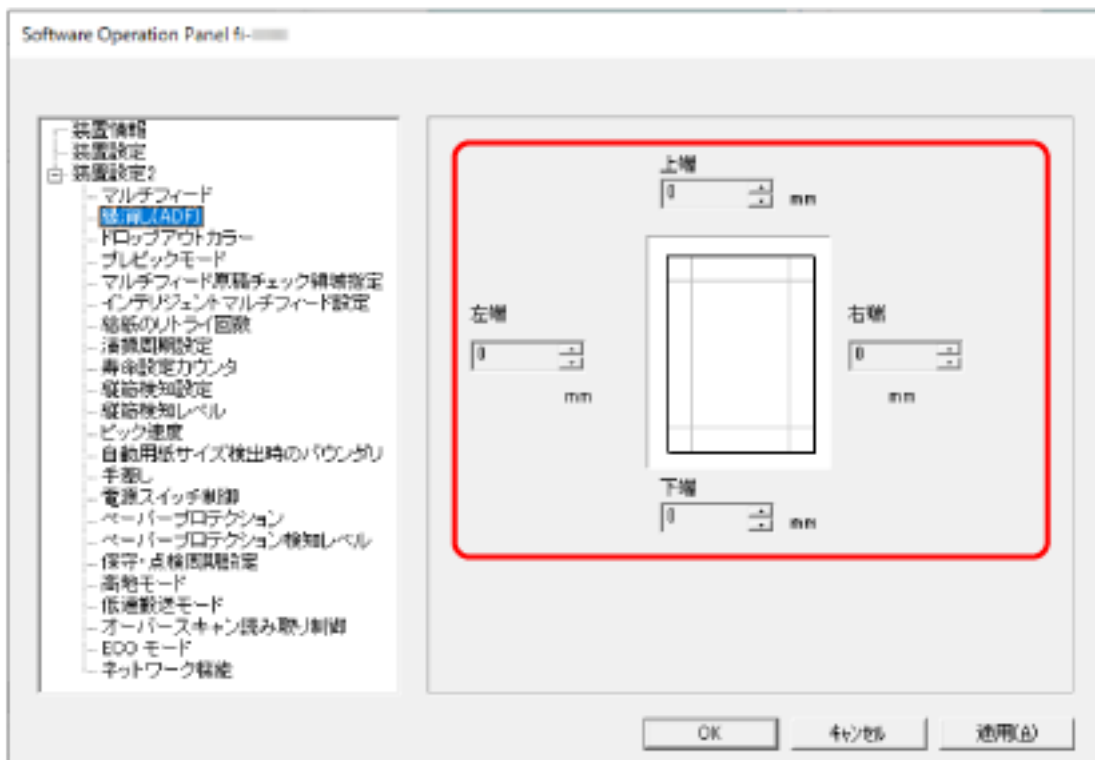 Software Operation Panel fi-
装置情報
装置設定
装置設定2
マルチフィード
縁消し(ADF)
ドロップアウトカラー
プレピックモード
マルチフィード原稿チェック領域指定
インテリジェントマルチフィード設定
給紙のリトライ回数
清掃周期設定
寿命設定カウンタ
縦筋検知設定
縦筋検知レベル
ピック速度
自動用紙サイズ検出時のバウンダリ
手差し
電源スイッチ制御
ペーパープロテクション
ペーパープロテクション検知レベル
保守・点検周期設定
高地モード
低速搬送モード
オーバースキャン読み取り制御
ECO モード
ネットワーク機能
上端
0 mm
左端
0
mm
右端
0
mm
下端
0 mm
OK
キャンセル
適用(A)